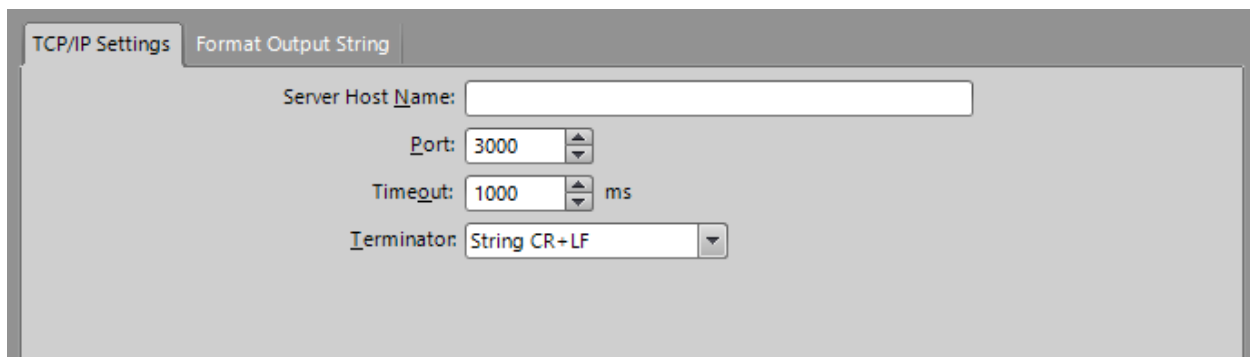 TCP/IP Settings Format Output String
Server Host Name:
Port: 3000
Timeout: 1000 ms
Terminator: String CR+LF